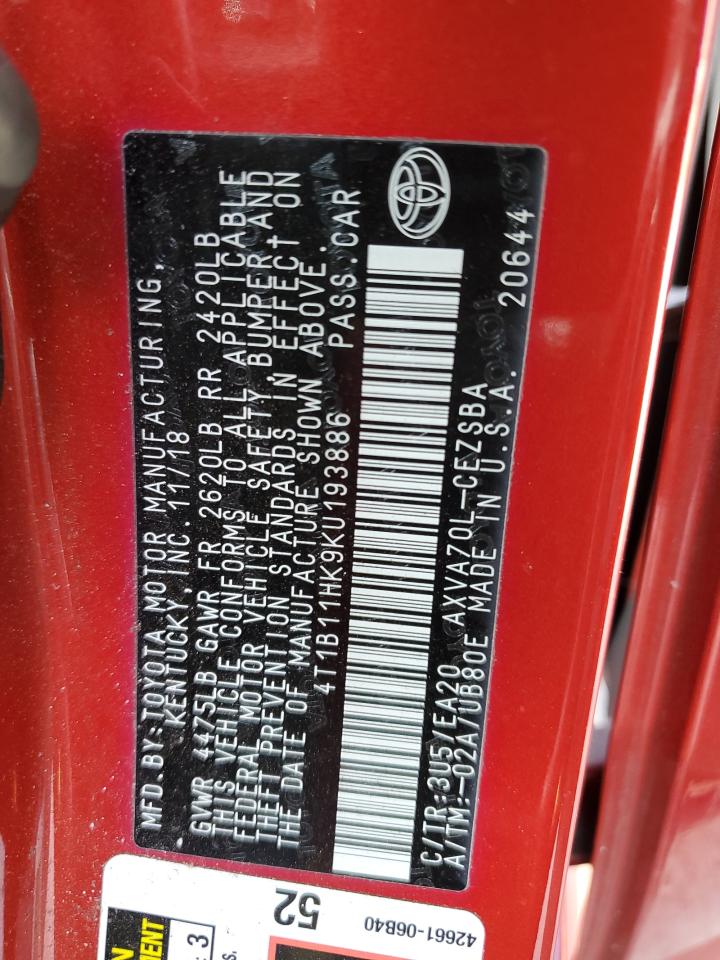 MFD.BY:TOYOTA MOTOR MANUFACTURING,
KENTUCKY, INC.11/18
GVWR 4475LB GAWR FR 2620LB RR 2420LB
THIS VEHICLE CONFORMS TO ALL APPLICABLE
FEDERAL MOTOR VEHICLE SAFETY, BUMPER, AND
THEFT PREVENTION STANDARDS IN EFFECT ON
THE DATE OF MANUFACTURE SHOWN ABOVE.
4T1B11HK9KU193886 PASS.CAR
C/TR:3U5/EA20 AXVA70L-CEZSBA
A/TM:-02A/UB80E MADE IN U.S.A. 20644
52
42661-06B40